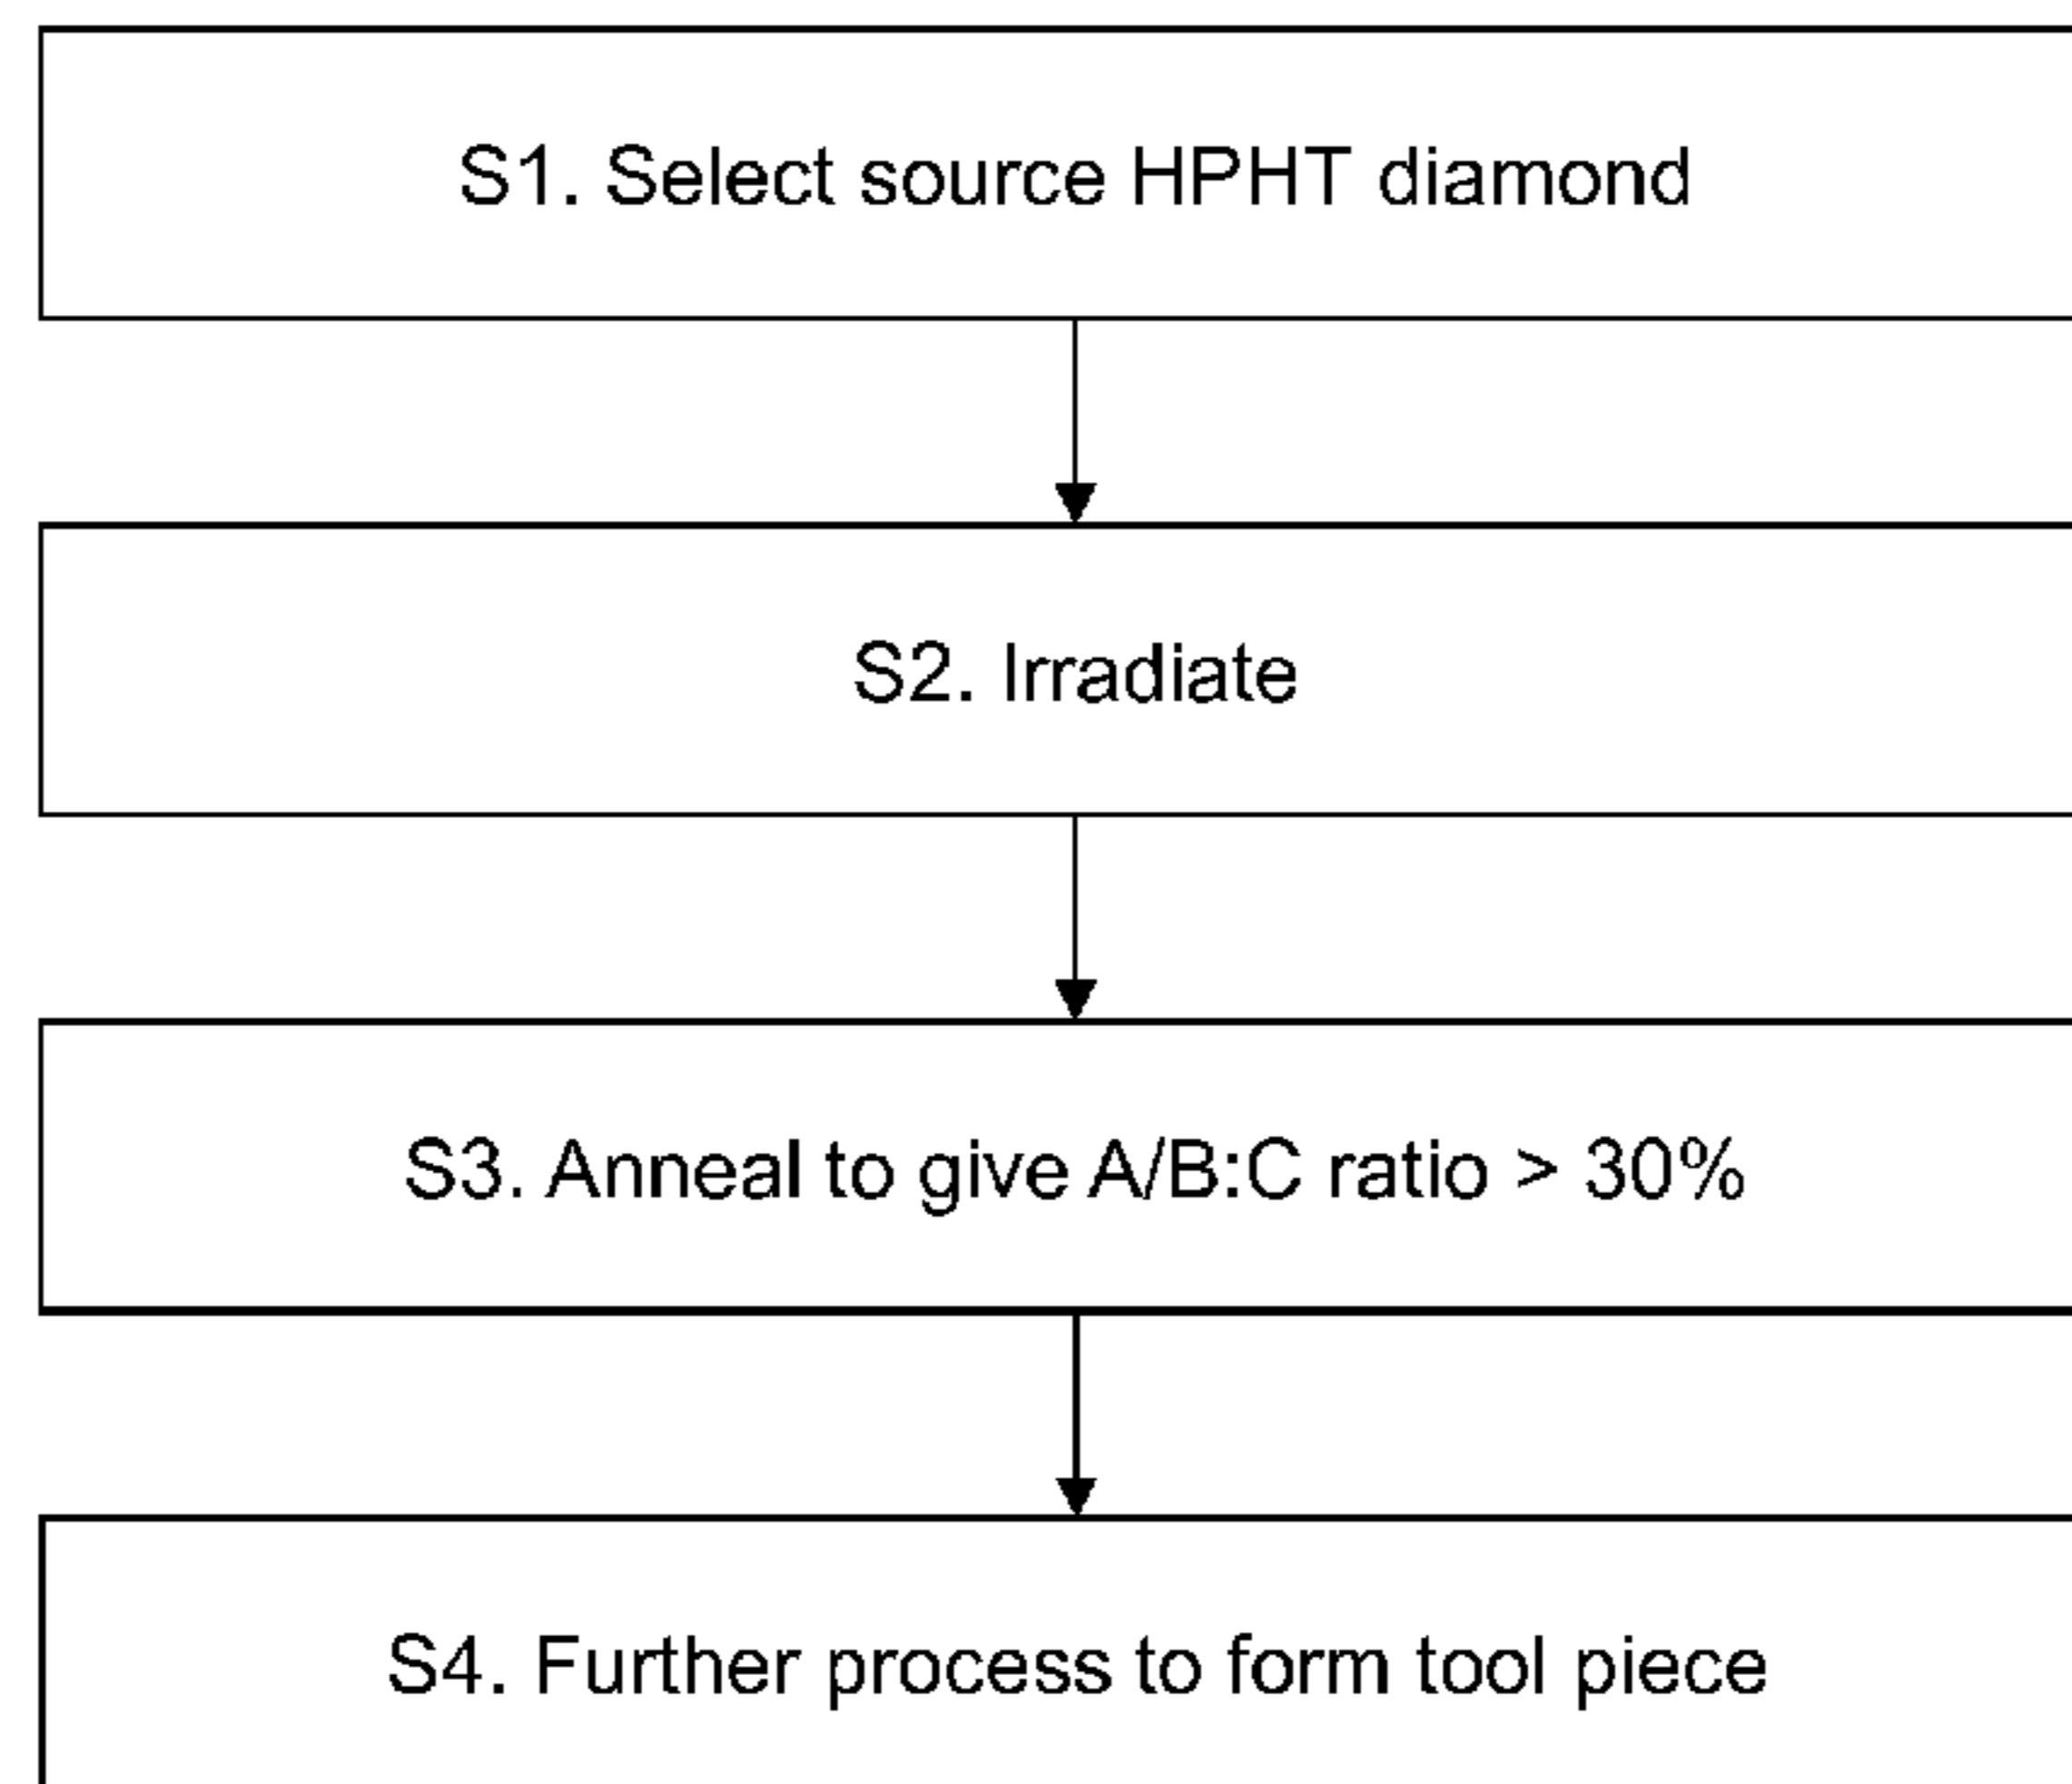 S1. Select source HPHT diamond
S2. Irradiate
S3. Anneal to give A/B:C ratio > 30%
S4. Further process to form tool piece